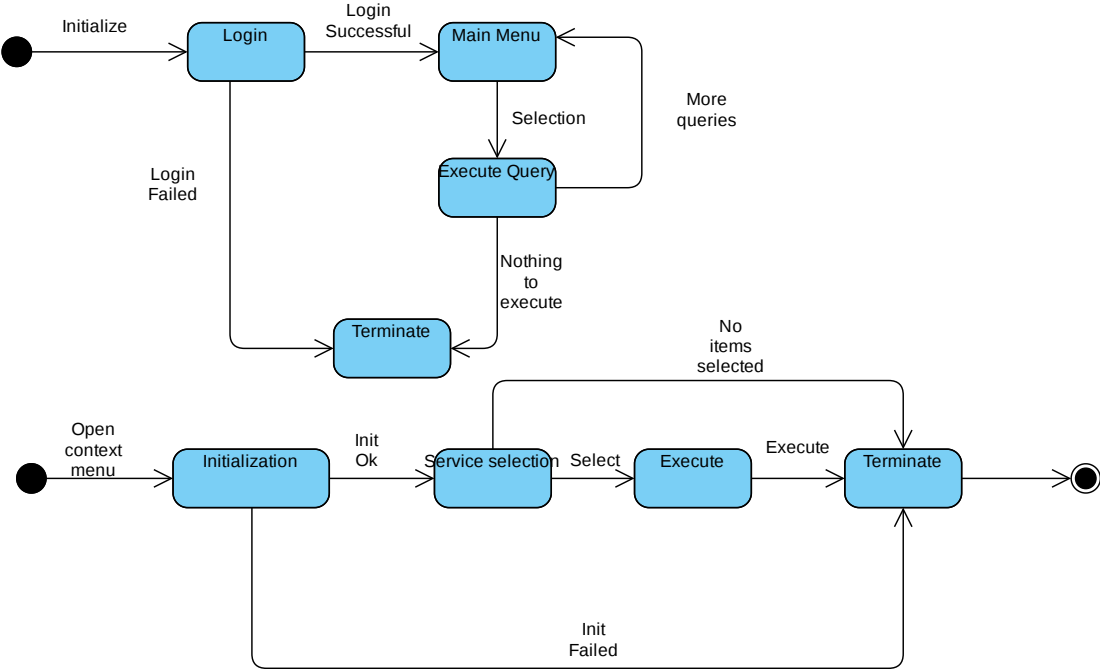 Initialize
Login
Login
Successful
Main Menu
Selection
More
queries
Execute Query
Login
Failed
Nothing
to
execute
Terminate
No
items
selected
Open
context
menu
Initialization
Init
Ok
Service selection
Select
Execute
Execute
Terminate
Init
Failed